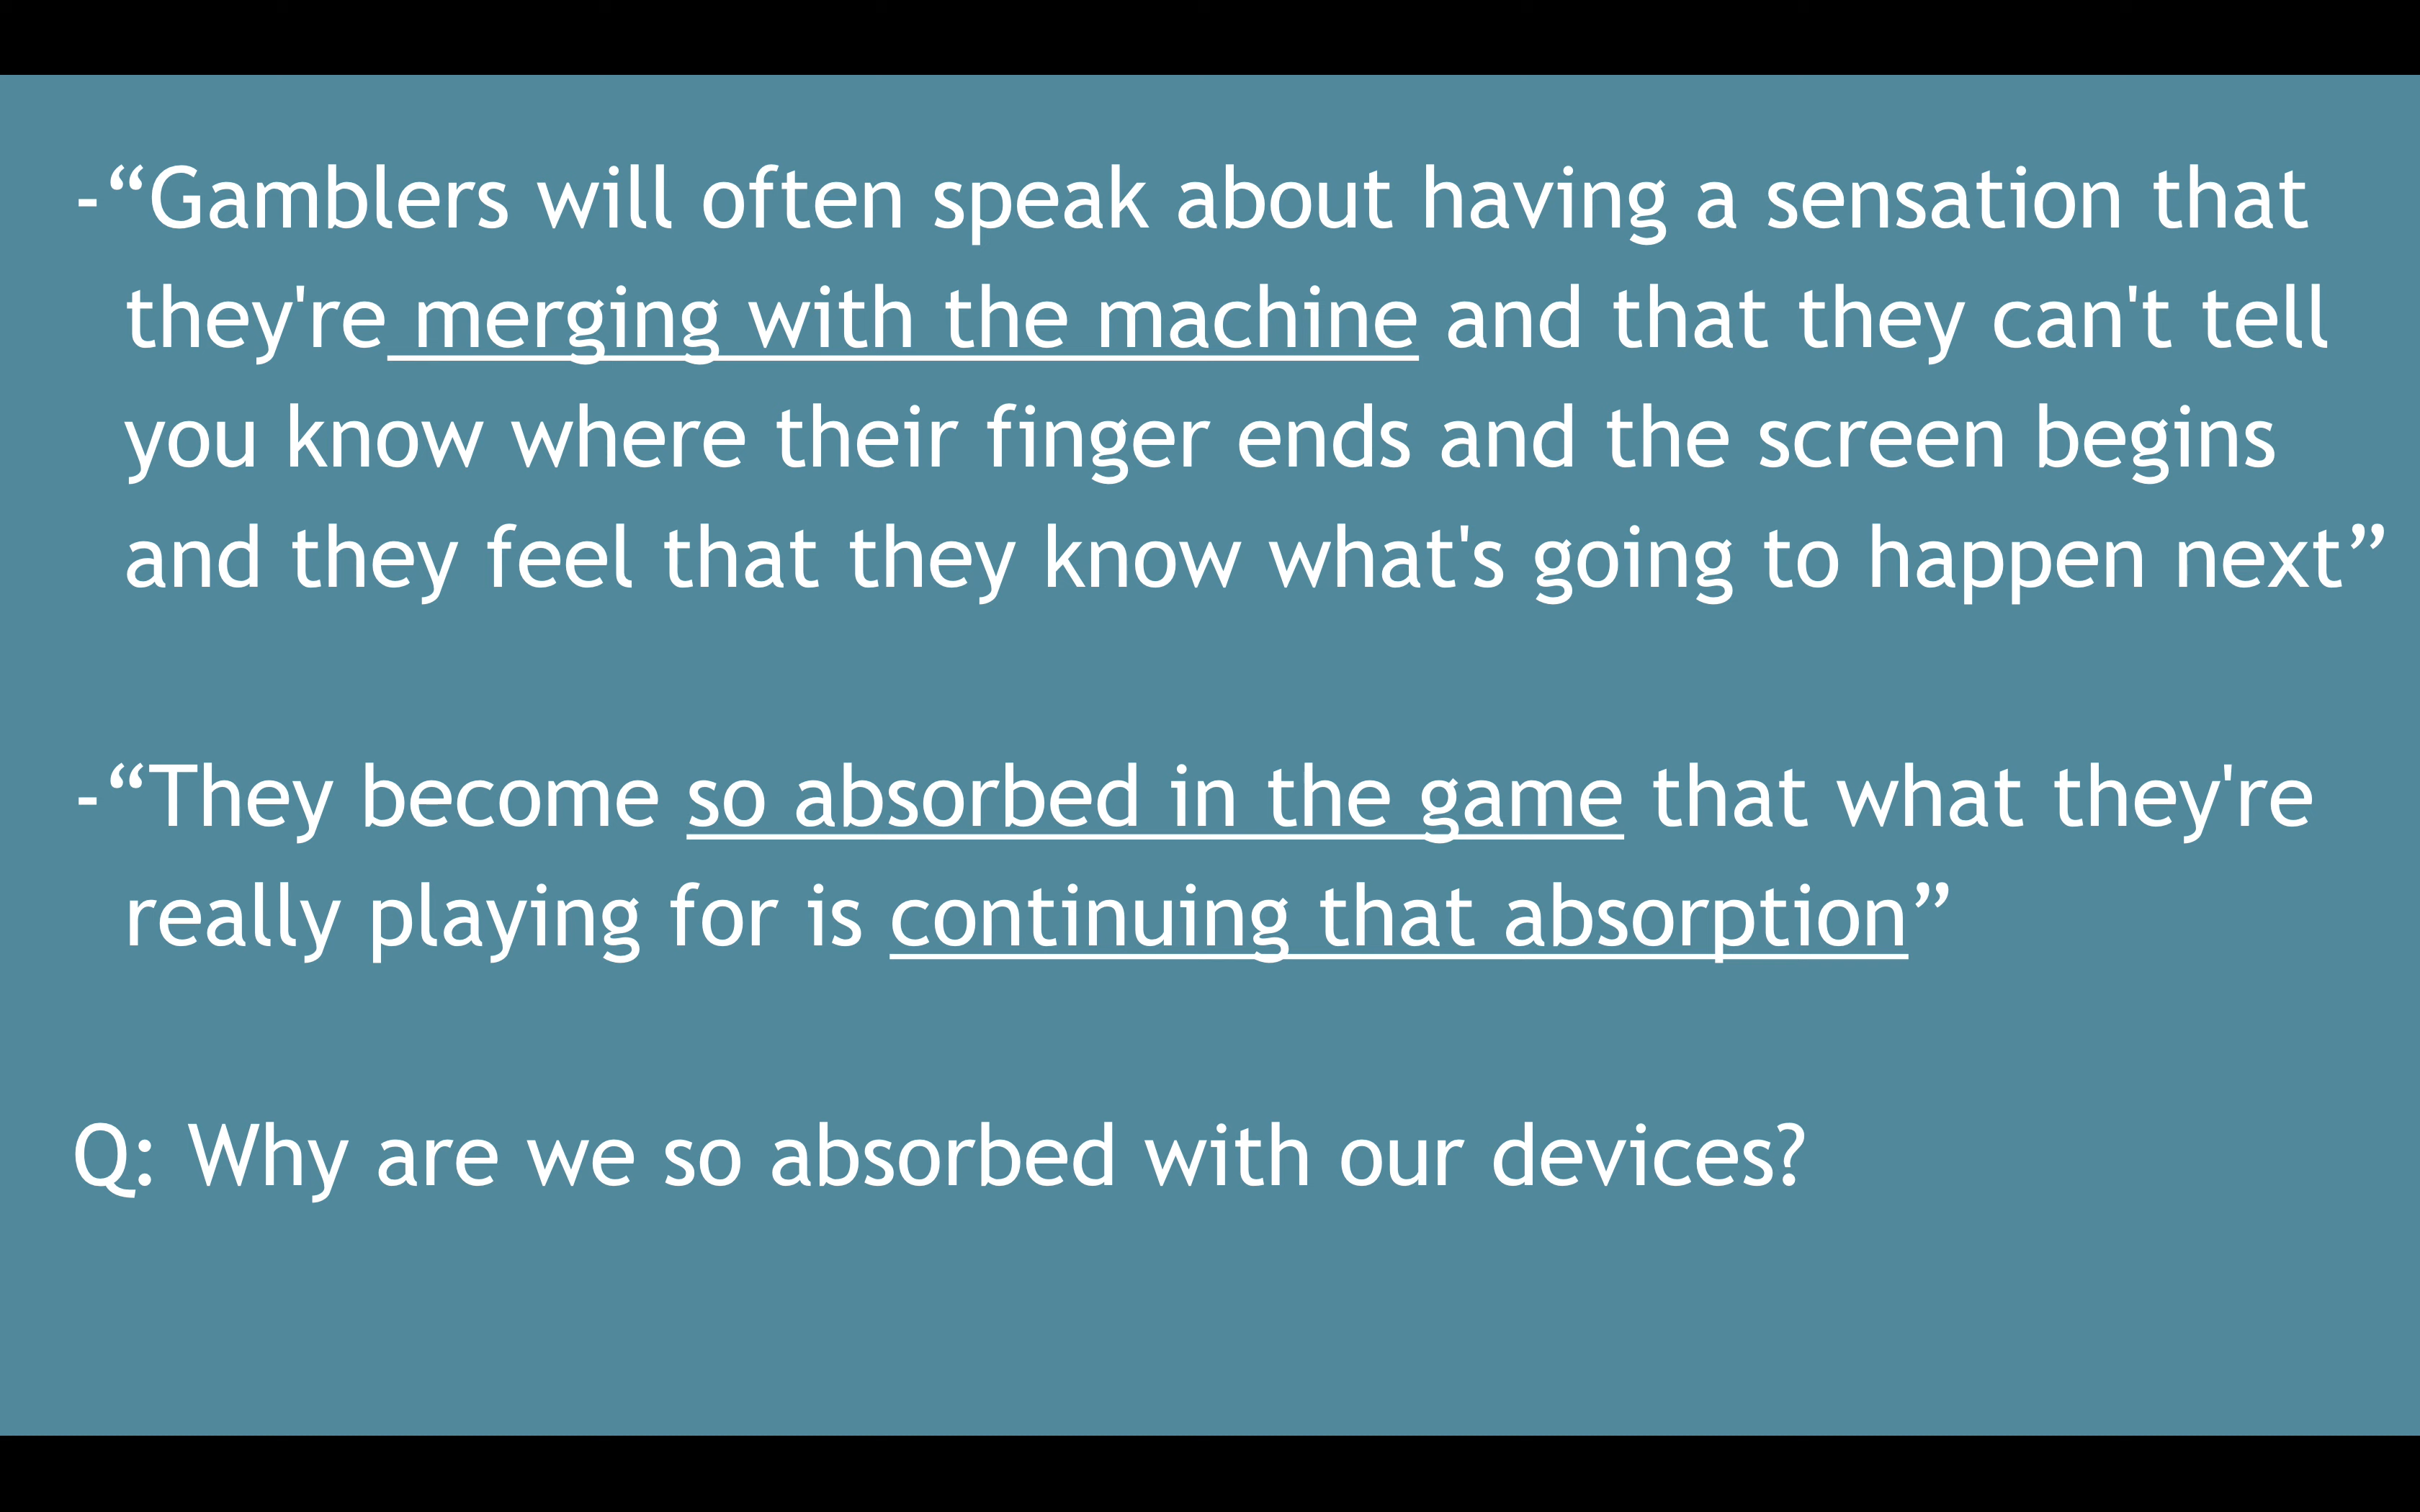 -“Gamblers will often speak about having a sensation that
they're merging with the machine and that they can't tell
you know where their finger ends and the screen begins
and they feel that they know what's going to happen next”
-“They become so absorbed in the game that what they're
really playing for is continuing that absorption”
Q: Why are we so absorbed with our devices?